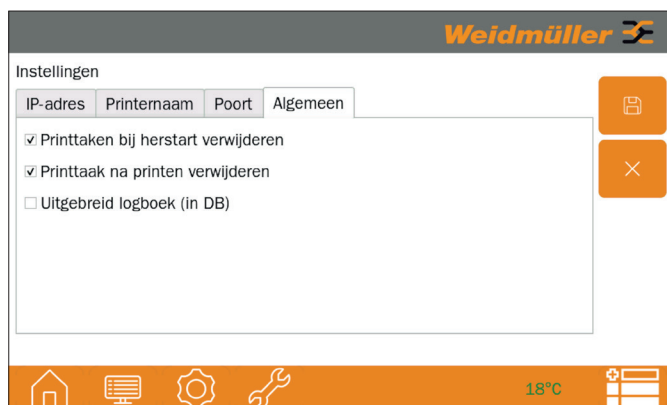 Weidmüller
Instellingen
IP-adres Printernaam Poort Algemeen
Printtaken bij herstart verwijderen
Printtaak na printen verwijderen
Uitgebreid logboek (in DB)
18°C